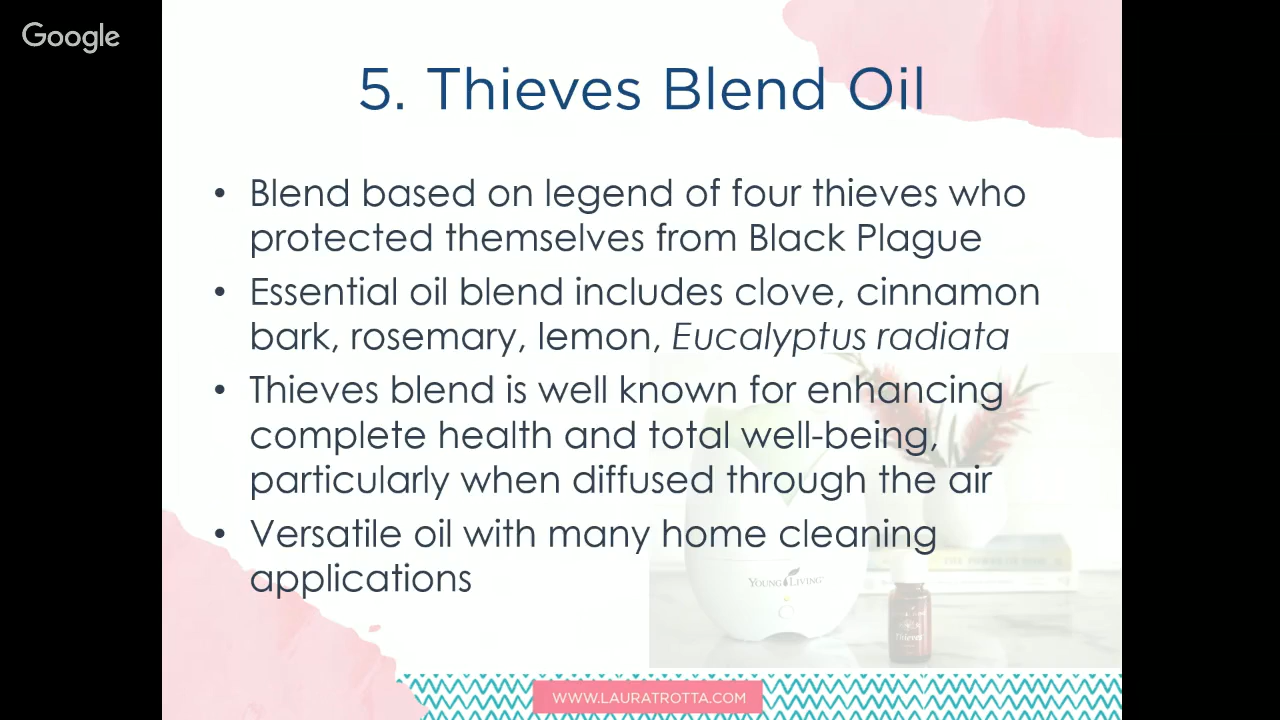 Google
5. Thieves Blend Oil
• Blend based on legend of four thieves who
protected themselves from Black Plague
• Essential oil blend includes clove, cinnamon
bark, rosemary, lemon, Eucalyptus radiata
• Thieves blend is well known for enhancing
complete health and total well-being,
particularly when diffused through the air
• Versatile oil with many home cleaning
applications
YOUNG LIVING
Thieves
WWW.LAURATROTTA.COM